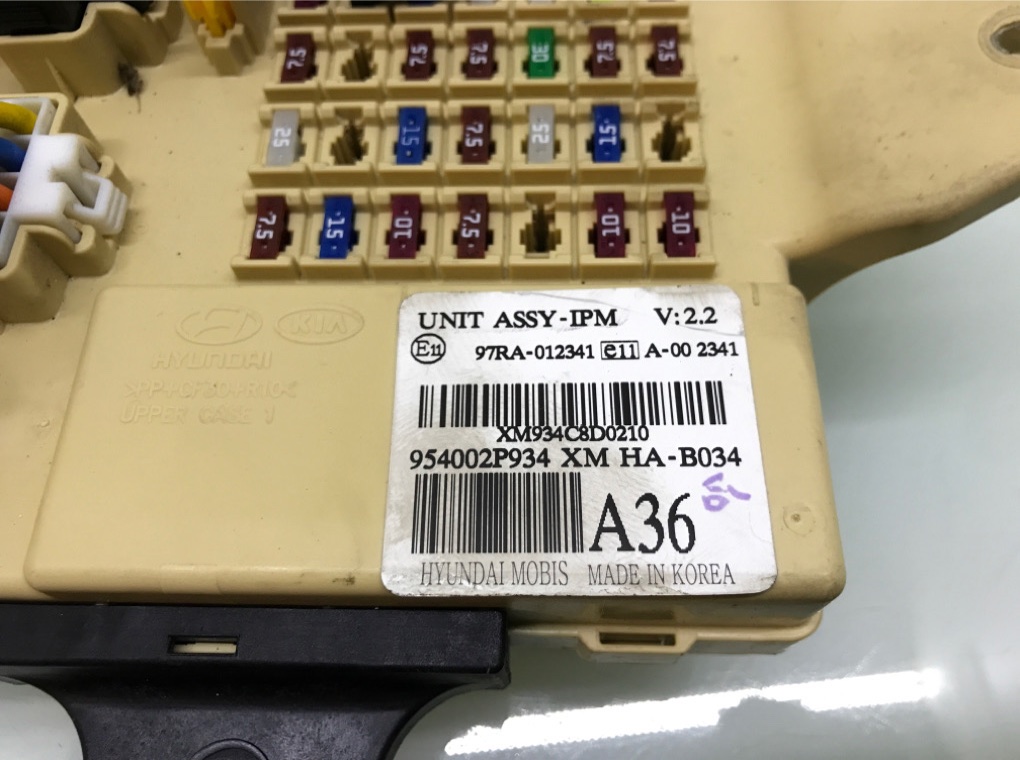 7.5 7.5 7.5 30 7.5 7.5
25 15 7.5 25 15
7.5 15 10 7.5 10 10
HYUNDAI KIA
UPPER CASE 1
UNIT ASSY-IPM V:2.2
E11 97RA-012341 e11 A-00 2341
XM934C8D0210
954002P934 XM HA-B034
A36
HYUNDAI MOBIS MADE IN KOREA